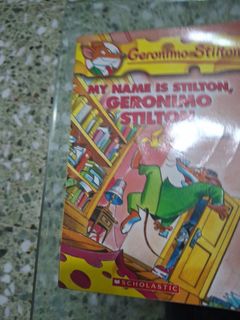 Geronimo Stilton
MY NAME IS STILTON,
GERONIMO
STILTON
SCHOLASTIC